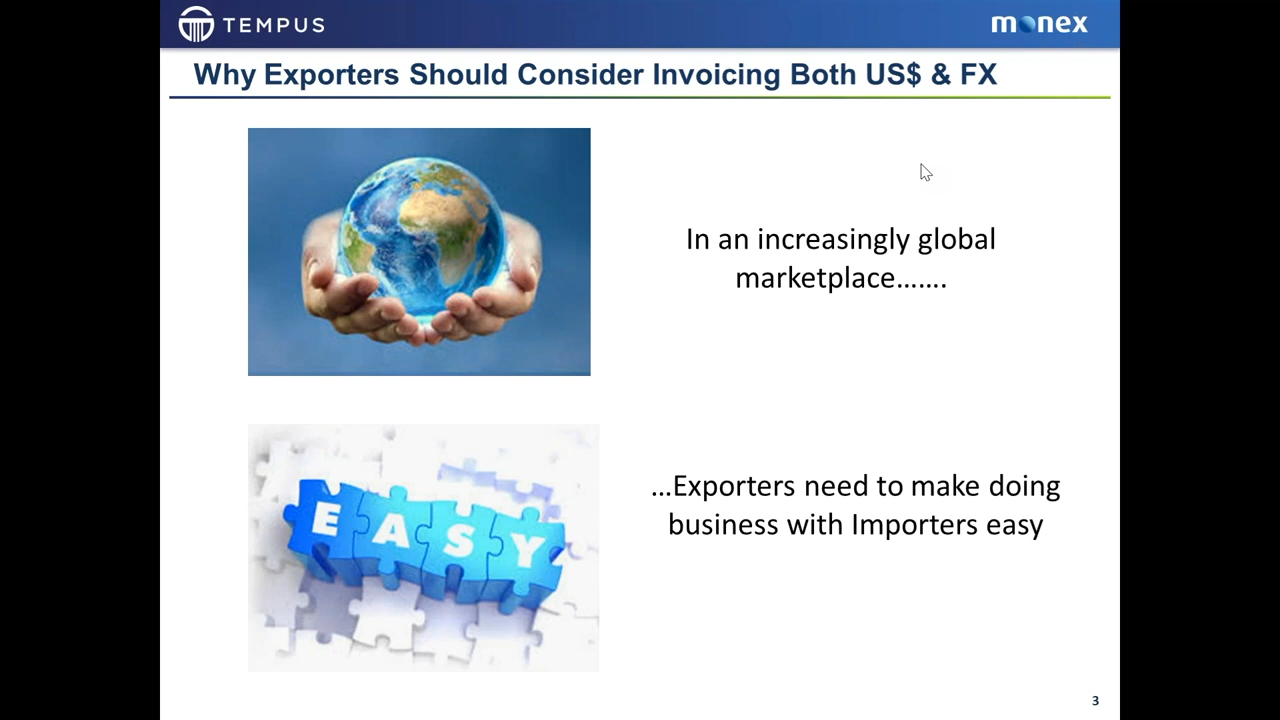 TEMPUS
monex
Why Exporters Should Consider Invoicing Both US$ & FX
In an increasingly global
marketplace…….
EASY
…Exporters need to make doing
business with Importers easy
3